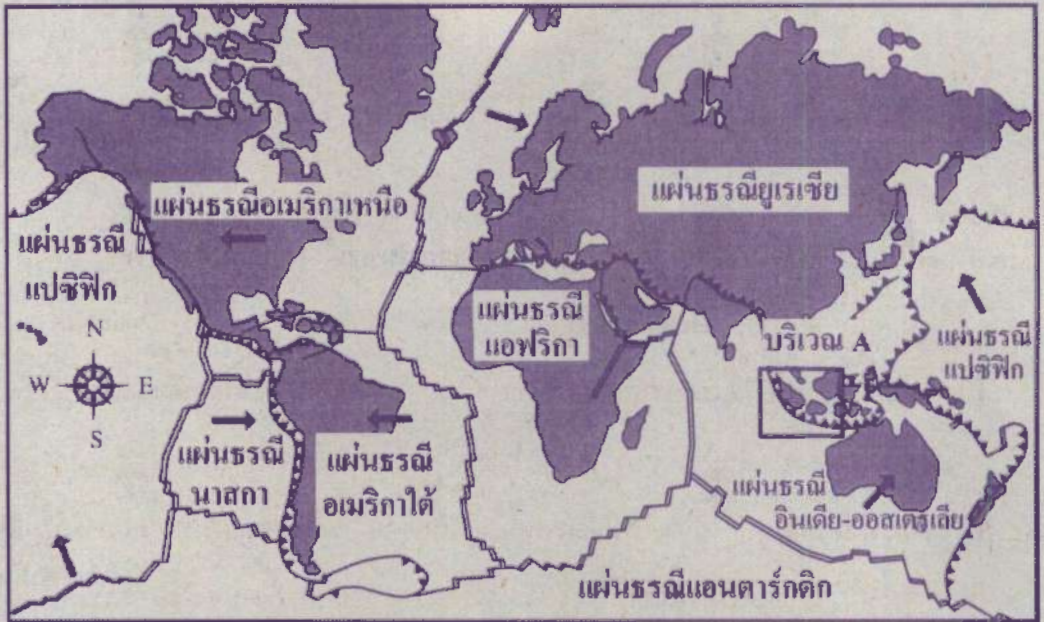 แผ่นธรณีอเมริกาเหนือ
แผ่นธรณียูเรเซีย
แผ่นธรณี
แปซิฟิก
N
W E
S
แผ่นธรณี
แอฟริกา
บริเวณ A
แผ่นธรณี
แปซิฟิก
แผ่นธรณี
นาสกา
แผ่นธรณี
อเมริกาใต้
แผ่นธรณี
อินเดีย-ออสเตรเลีย
แผ่นธรณีแอนตาร์กติก